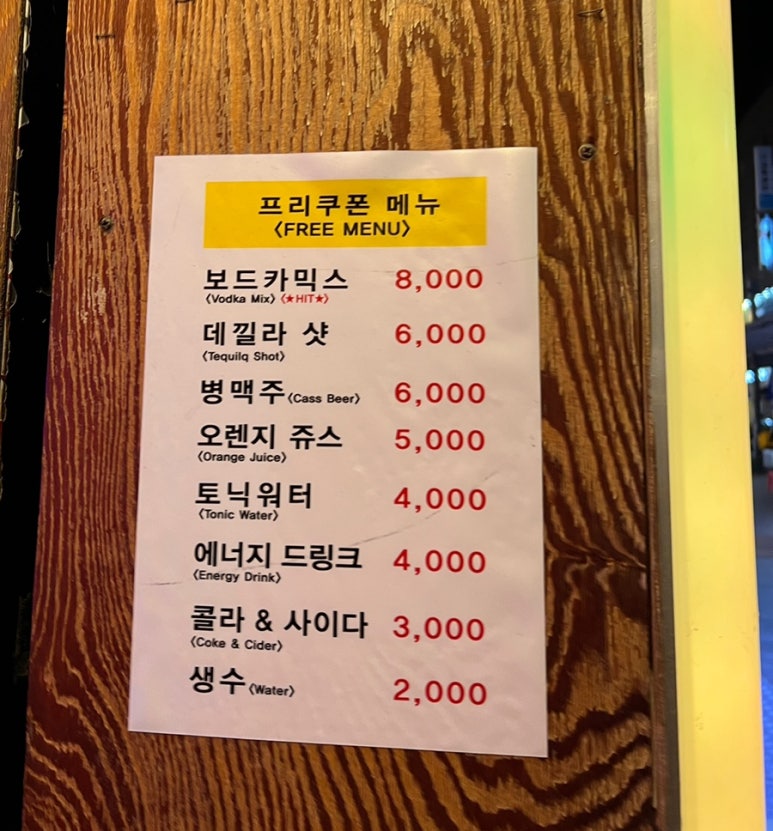 프리쿠폰 메뉴
〈FREE MENU〉
보드카믹스 8,000
〈Vodka Mix〉 〈★HIT★〉
데낄라 샷 6,000
〈Tequilq Shot〉
병맥주〈Cass Beer〉 6,000
오렌지 쥬스 5,000
〈Orange Juice〉
토닉워터 4,000
〈Tonic Water〉
에너지 드링크 4,000
〈Energy Drink〉
콜라 & 사이다 3,000
〈Coke & Cider〉
생수〈Water〉 2,000